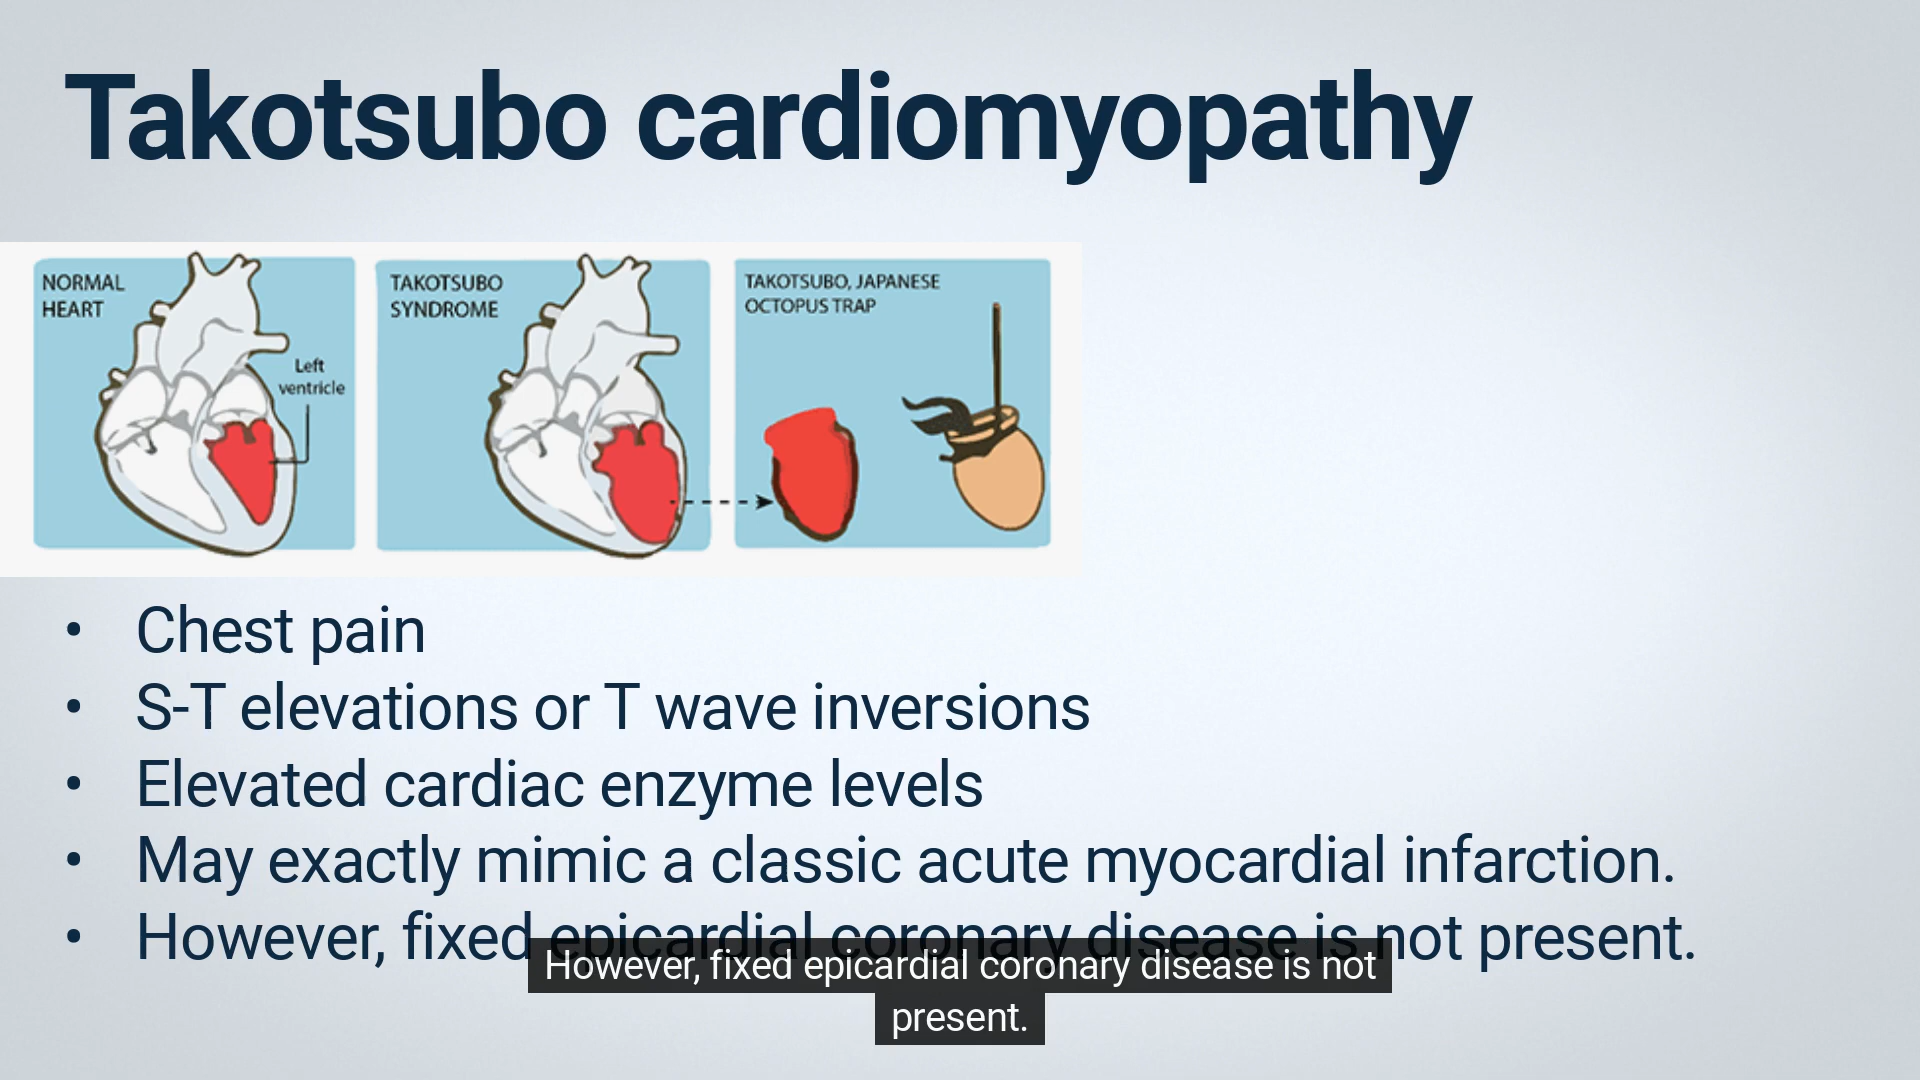 Takotsubo cardiomyopathy
NORMAL
HEART
Left
ventricle
TAKOTSUBO
SYNDROME
TAKOTSUBO, JAPANESE
OCTOPUS TRAP
• Chest pain
• S-T elevations or T wave inversions
• Elevated cardiac enzyme levels
• May exactly mimic a classic acute myocardial infarction.
• However, fixed epicardial coronary disease is not present.
However, fixed epicardial coronary disease is not
present.